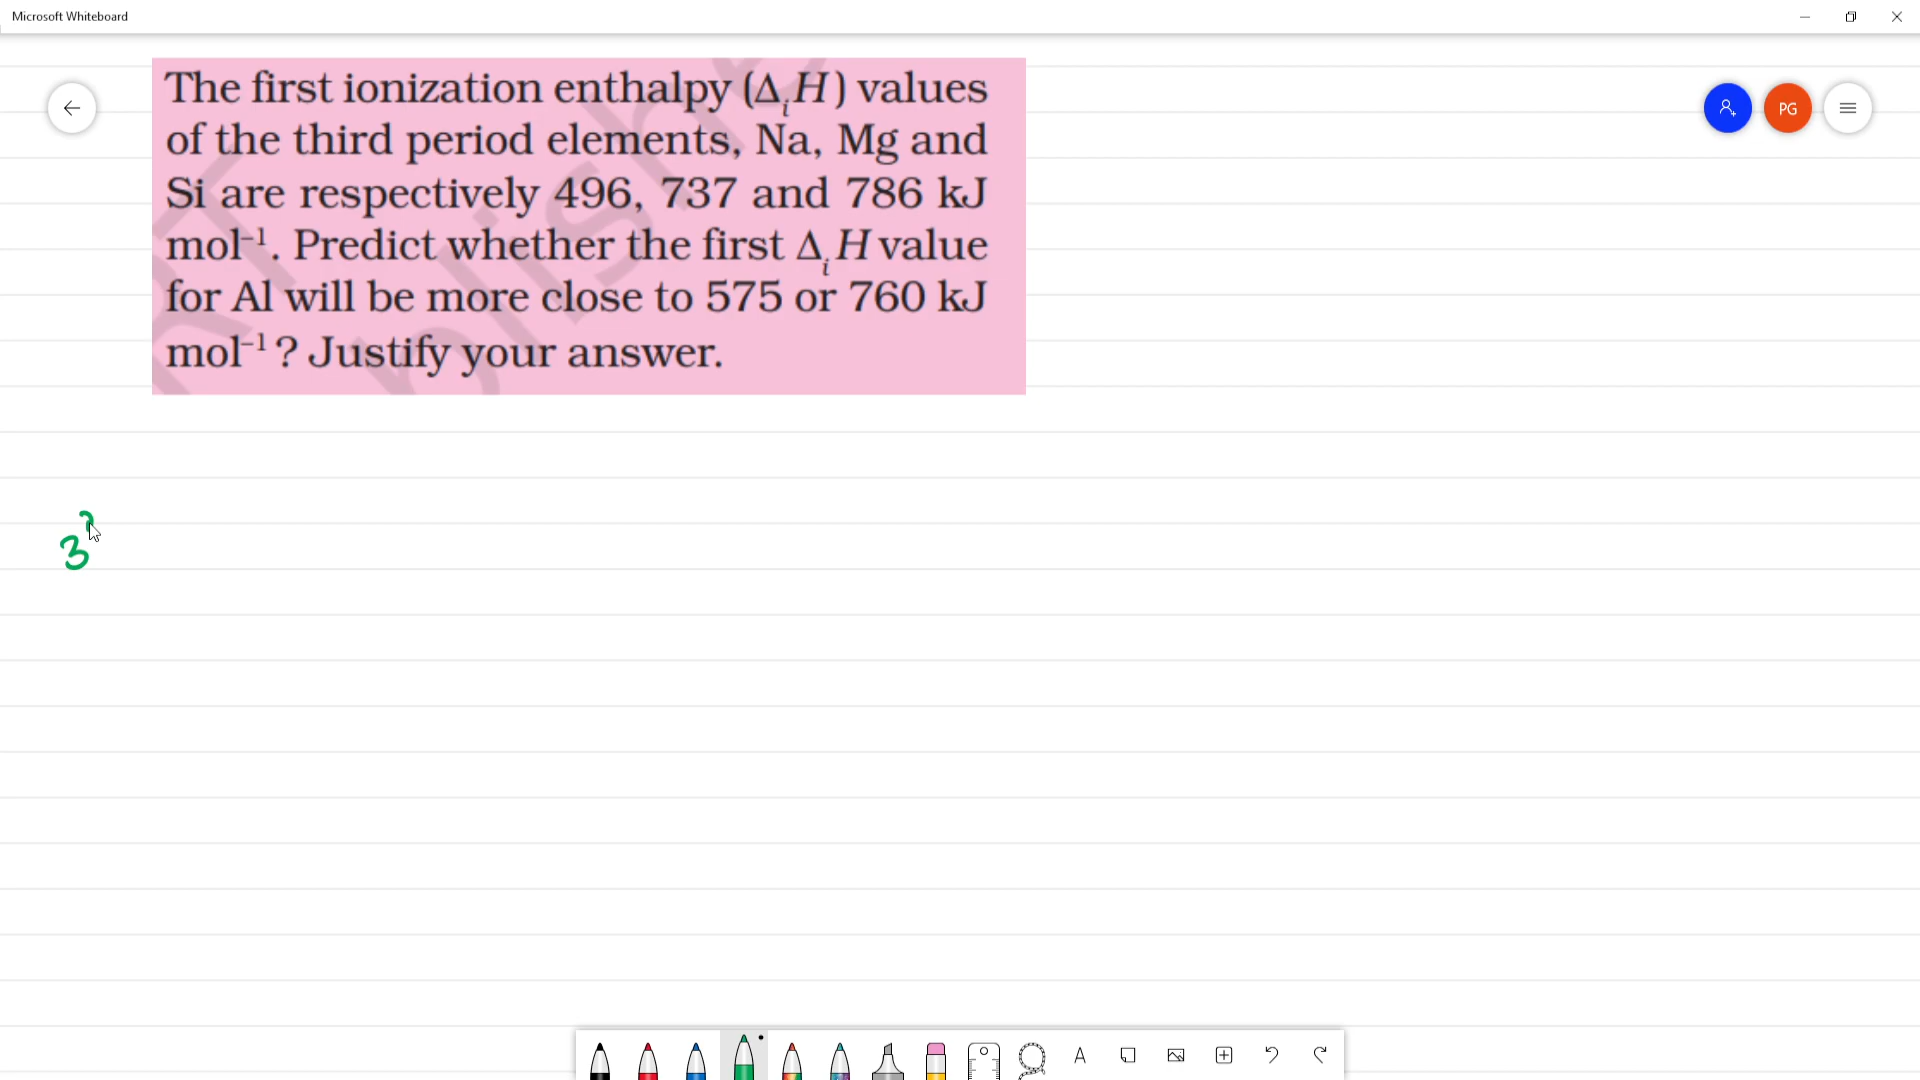 Microsoft Whiteboard
The first ionization enthalpy (ΔᵢH) values
of the third period elements, Na, Mg and
Si are respectively 496, 737 and 786 kJ
mol⁻¹. Predict whether the first ΔᵢH value
for Al will be more close to 575 or 760 kJ
mol⁻¹ ? Justify your answer.
PG
3
A